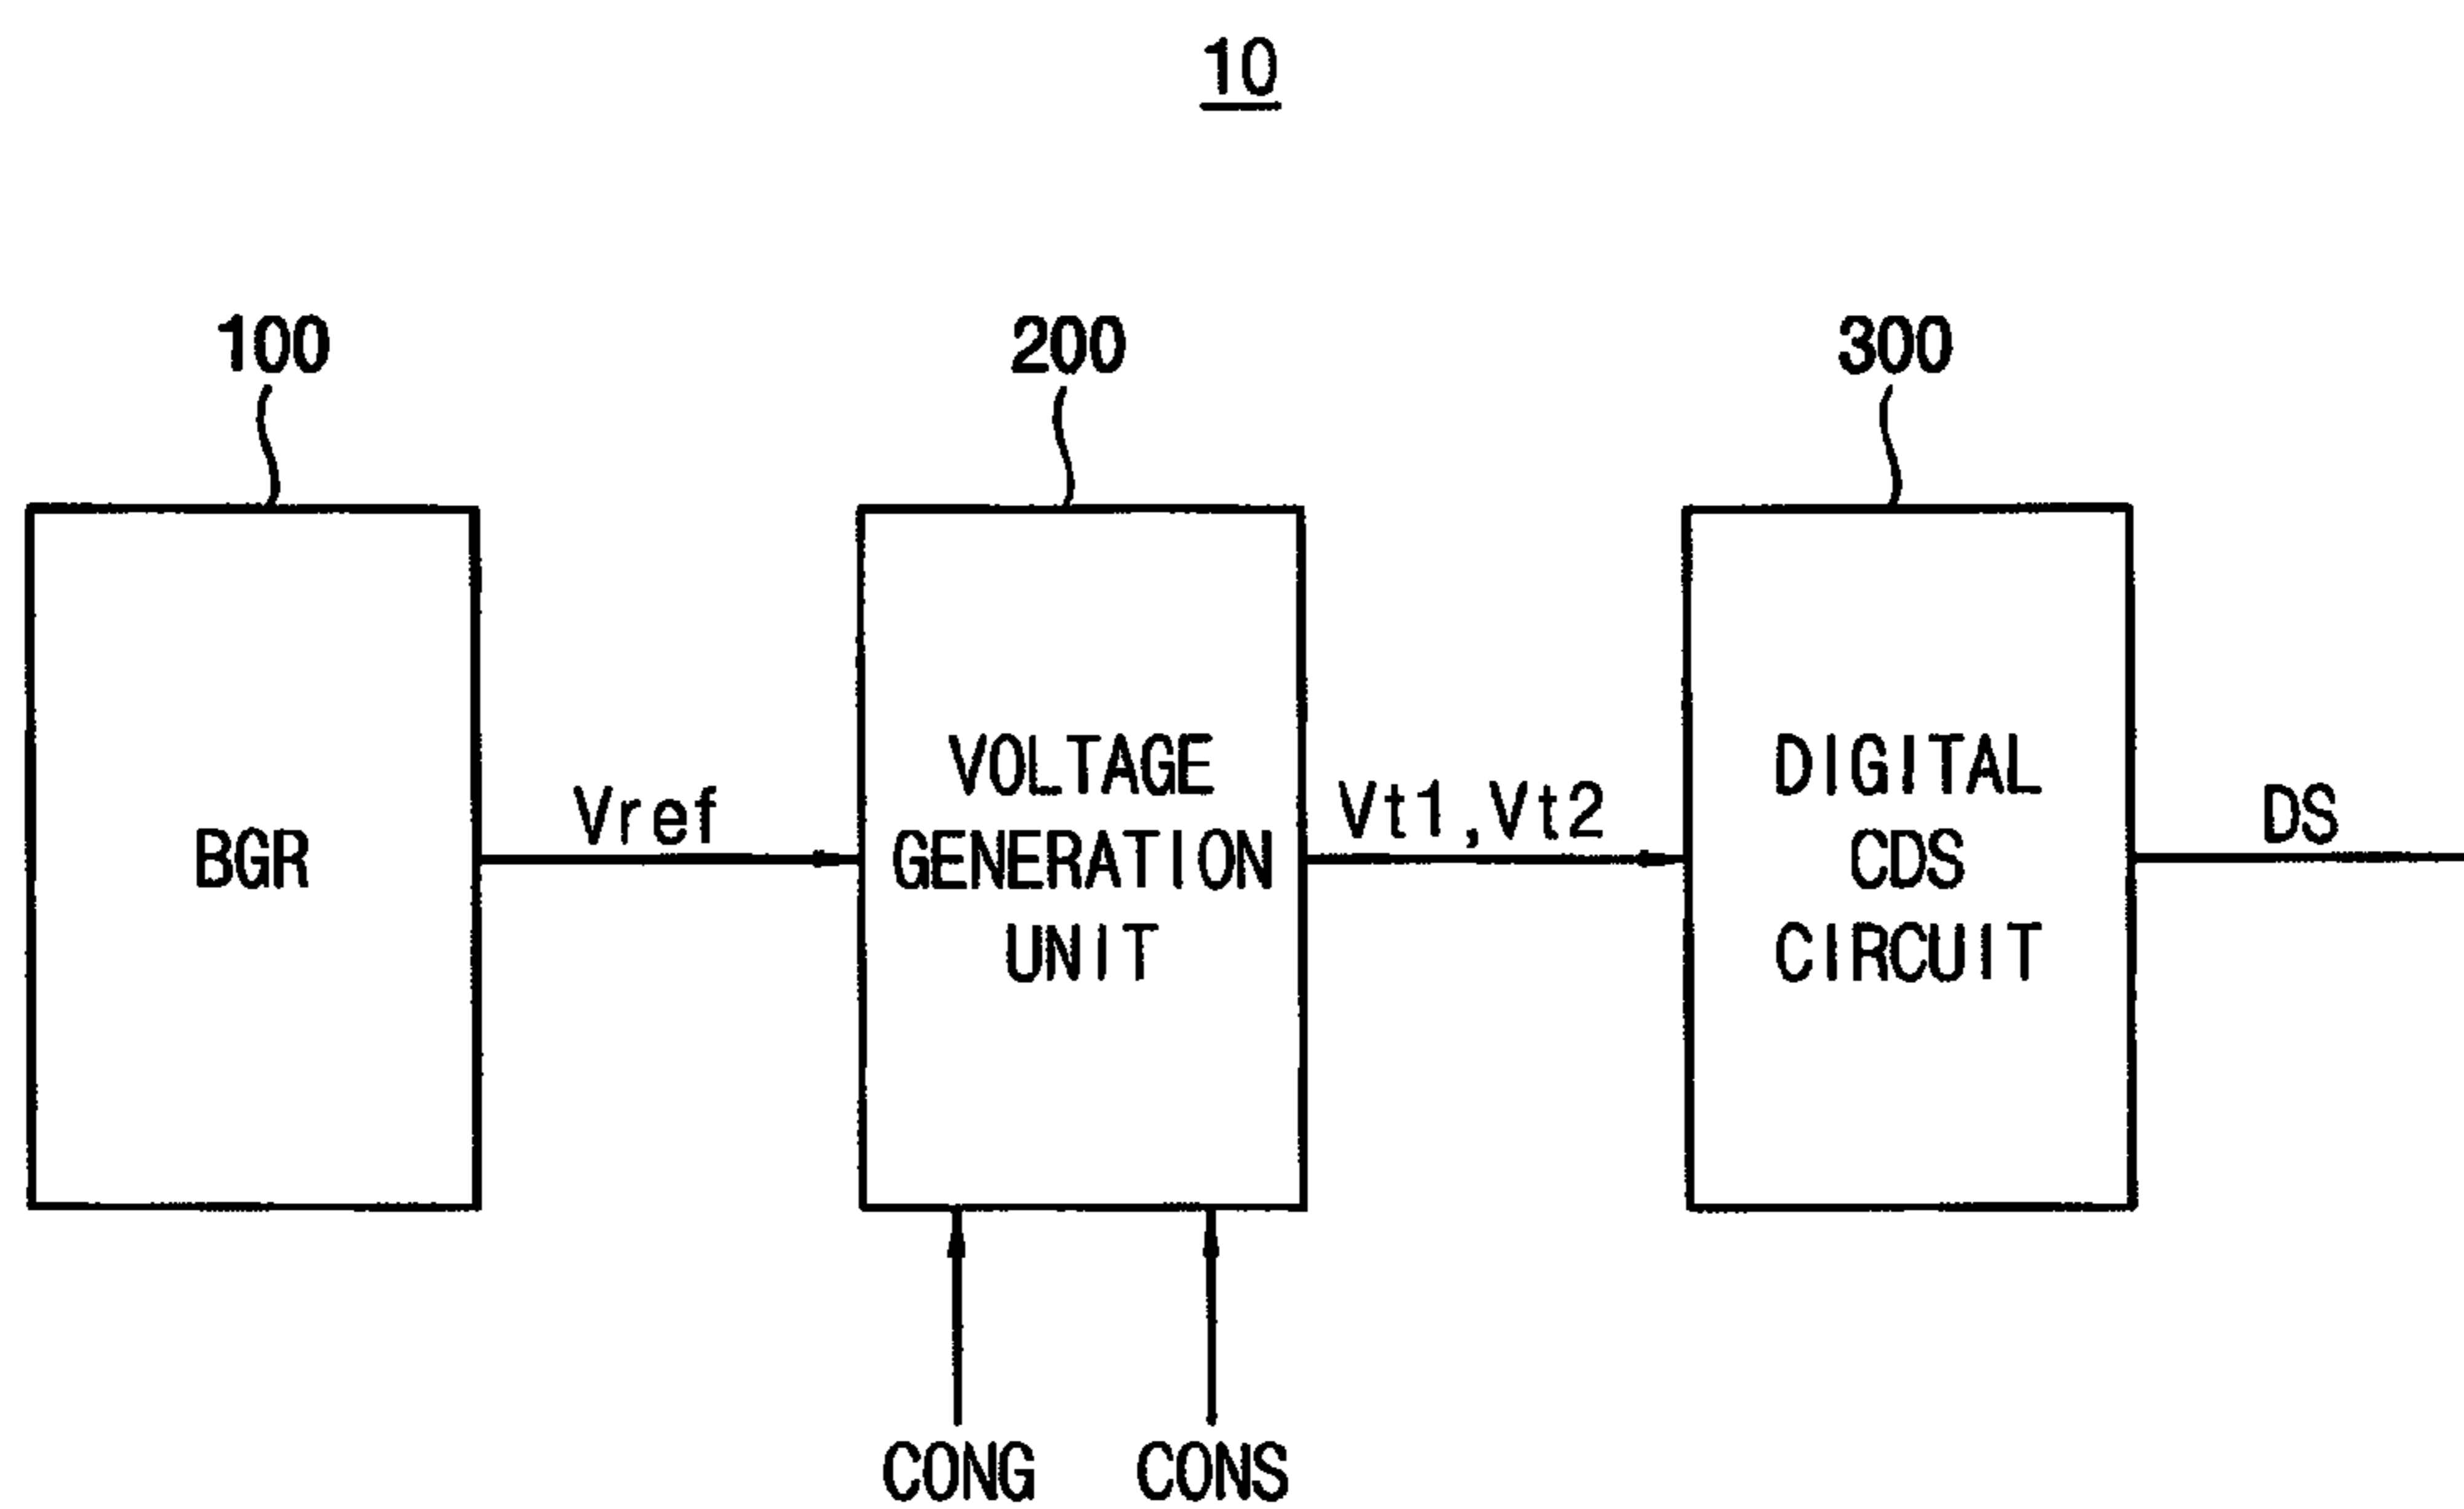 10
100
200
300
BGR
Vref
VOLTAGE
GENERATION
UNIT
Vt1,Vt2
DIGITAL
CDS
CIRCUIT
DS
CONG
CONS